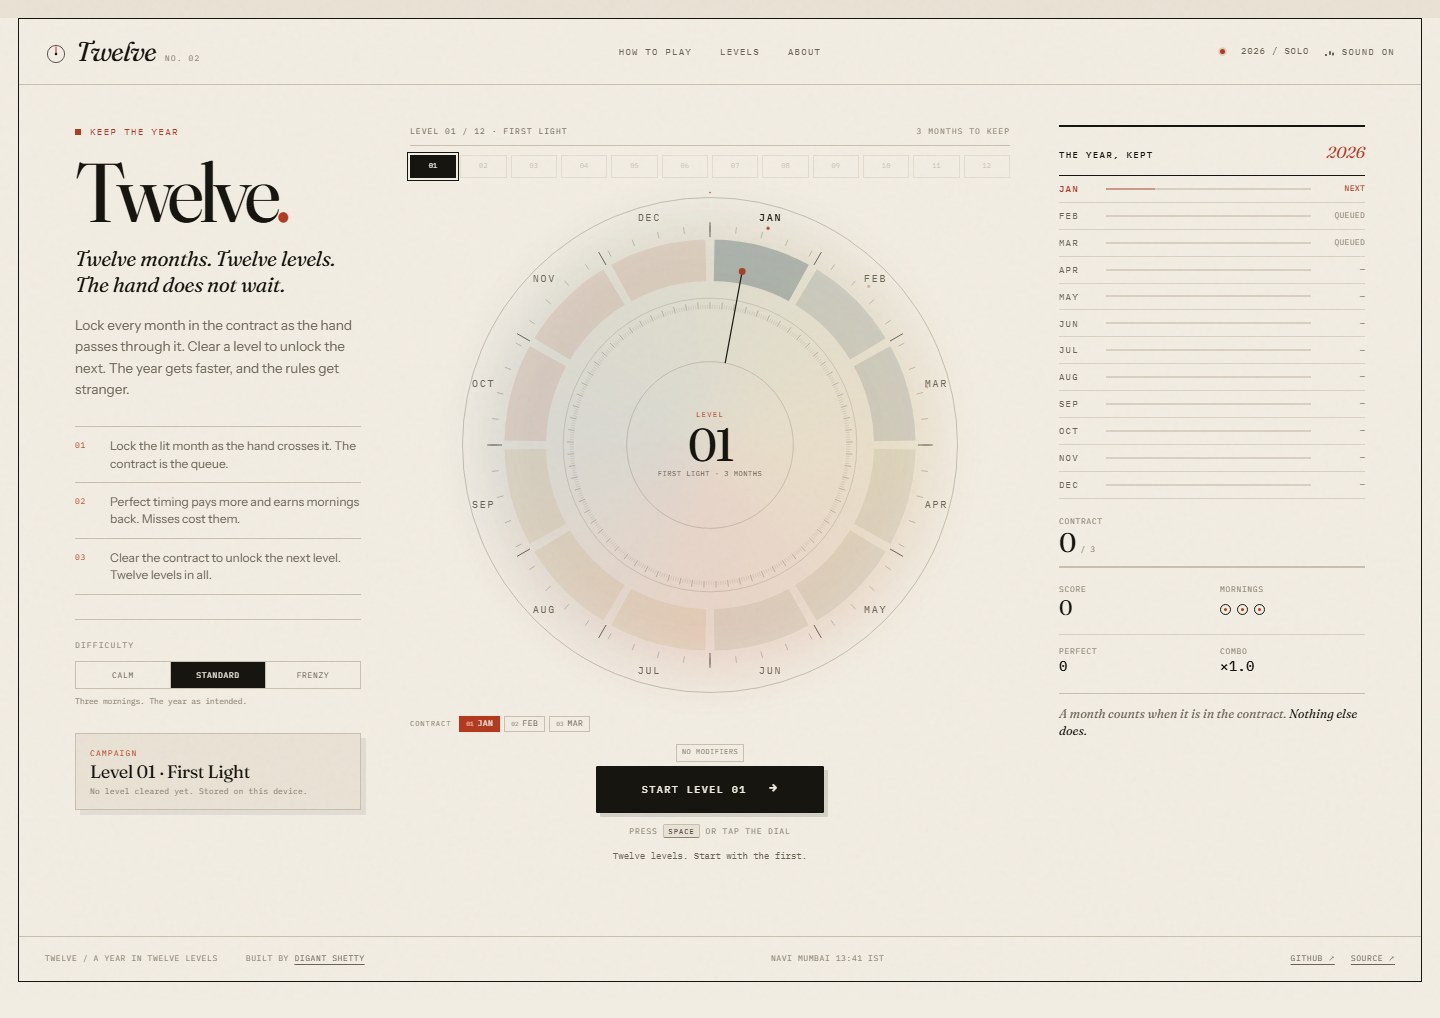 Twelve NO. 02
HOW TO PLAY LEVELS ABOUT
2026 / SOLO SOUND ON
KEEP THE YEAR
Twelve.
Twelve months. Twelve levels.
The hand does not wait.
Lock every month in the contract as the hand
passes through it. Clear a level to unlock the
next. The year gets faster, and the rules get
stranger.
01 Lock the lit month as the hand crosses it. The
contract is the queue.
02 Perfect timing pays more and earns mornings
back. Misses cost them.
03 Clear the contract to unlock the next level.
Twelve levels in all.
DIFFICULTY
CALM STANDARD FRENZY
Three mornings. The year as intended.
CAMPAIGN
Level 01 · First Light
No level cleared yet. Stored on this device.
LEVEL 01 / 12 · FIRST LIGHT 3 MONTHS TO KEEP
01 02 03 04 05 06 07 08 09 10 11 12
DEC JAN
NOV FEB
OCT MAR
LEVEL
01
FIRST LIGHT · 3 MONTHS
SEP APR
AUG MAY
JUL JUN
CONTRACT 01 JAN 02 FEB 03 MAR
NO MODIFIERS
START LEVEL 01 →
PRESS SPACE OR TAP THE DIAL
Twelve levels. Start with the first.
THE YEAR, KEPT 2026
JAN NEXT
FEB QUEUED
MAR QUEUED
APR —
MAY —
JUN —
JUL —
AUG —
SEP —
OCT —
NOV —
DEC —
CONTRACT
0 / 3
SCORE MORNINGS
0
PERFECT COMBO
0 ×1.0
A month counts when it is in the contract. Nothing else
does.
TWELVE / A YEAR IN TWELVE LEVELS BUILT BY DIGANT SHETTY
NAVI MUMBAI 13:41 IST
GITHUB ↗ SOURCE ↗